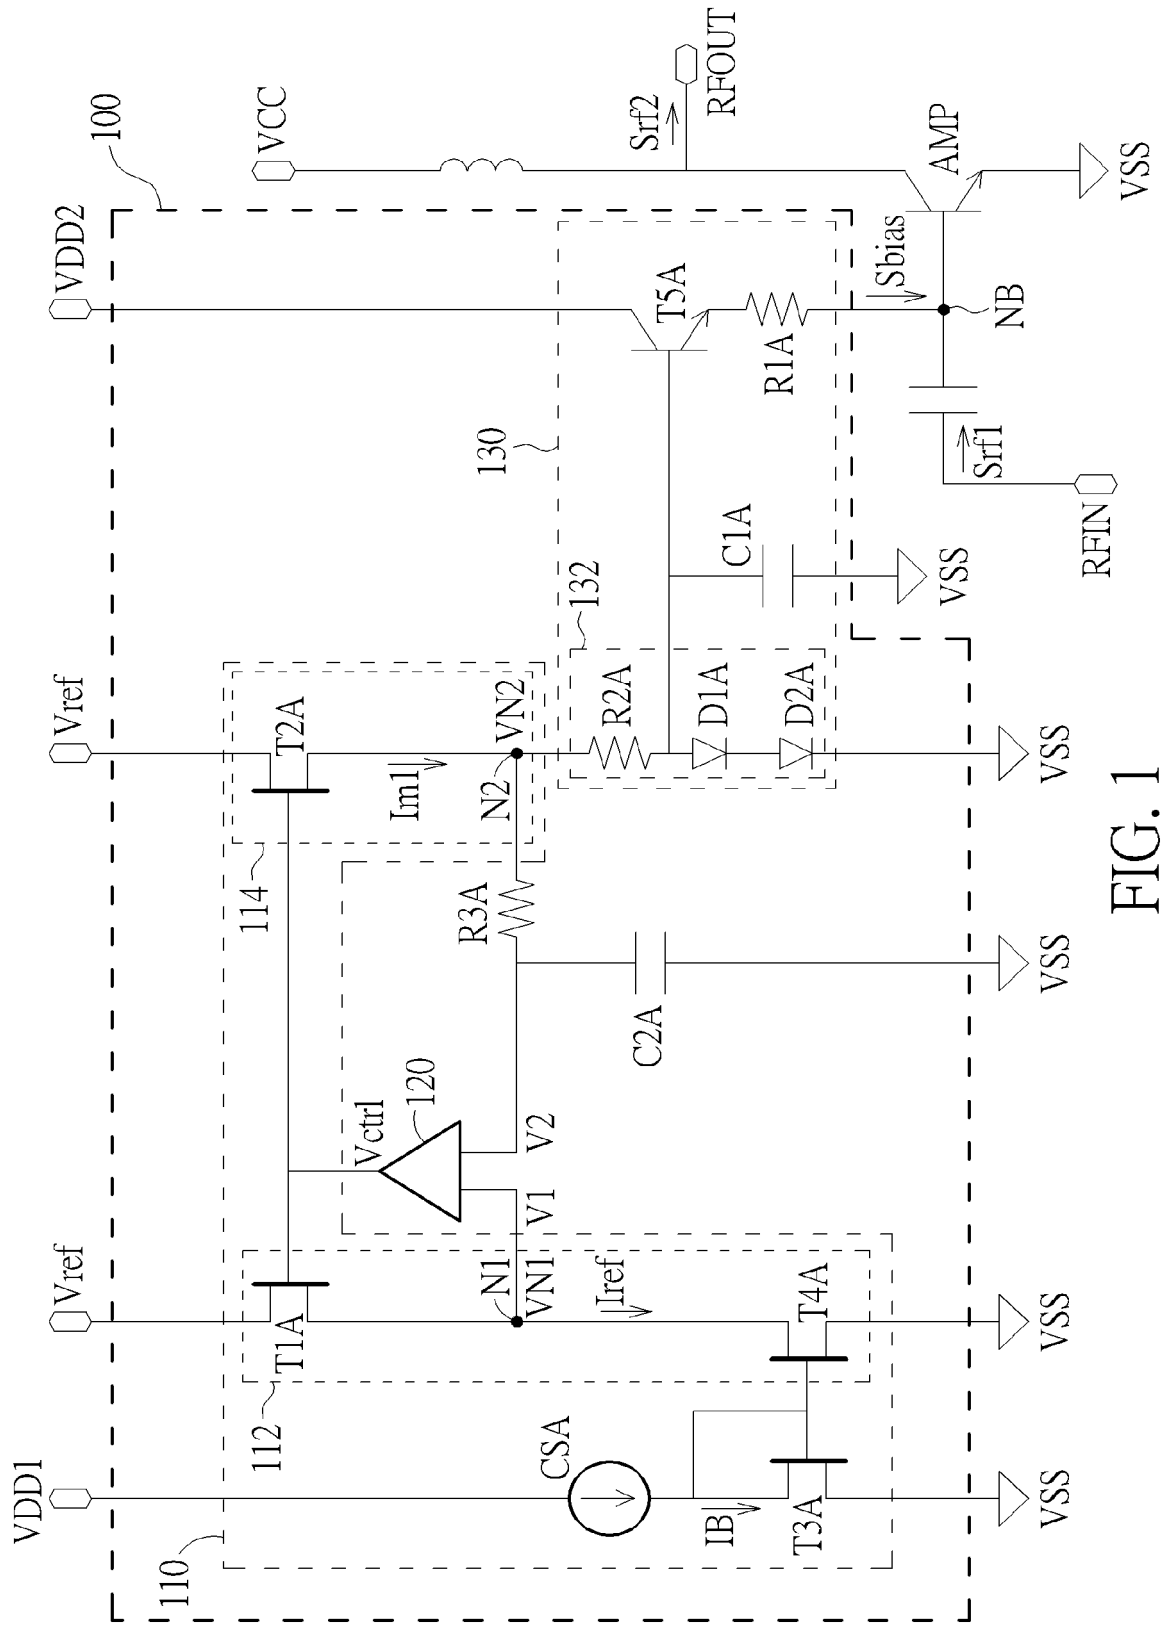 VDD1
Vref
Vref
VDD2
VCC
100
110
112
T1A
114
T2A
Vctrl
120
Im1
N1
VN1
V1
V2
R3A
N2
VN2
CSA
Iref
C2A
130
132
R2A
D1A
D2A
T5A
R1A
C1A
IB
T3A
T4A
Srf2
RFOUT
Sbias
AMP
NB
Srf1
RFIN
VSS
VSS
VSS
VSS
VSS
VSS
FIG. 1